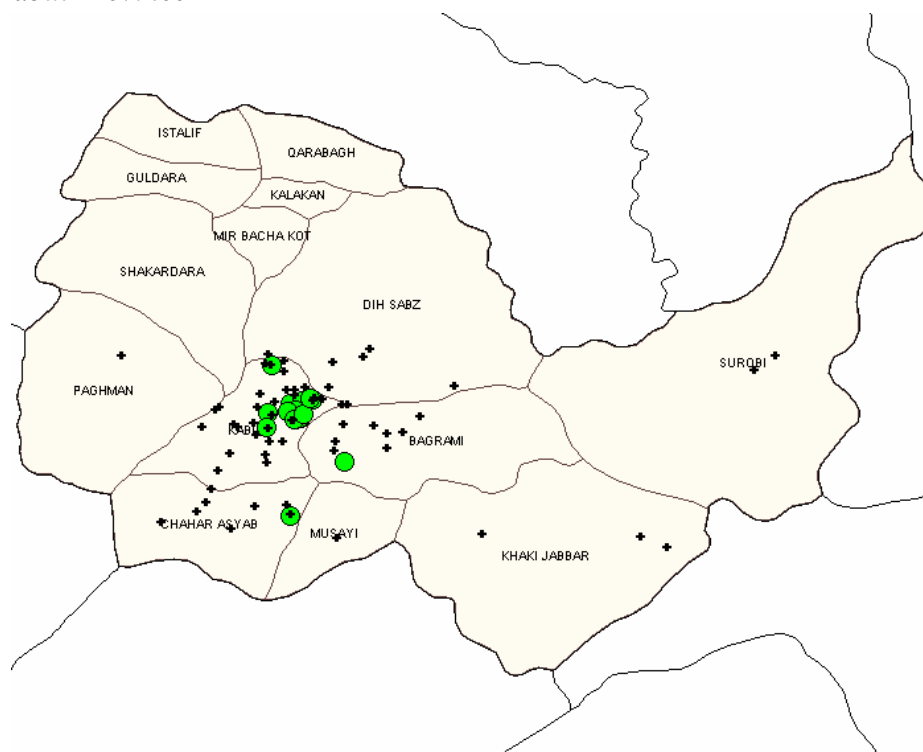 ISTALIF
QARABAGH
GULDARA
KALAKAN
MIR BACHA KOT
SHAKARDARA
DIH SABZ
SUROBI
PAGHMAN
BAGRAMI
CHAHAR ASYAB
MUSAYI
KHAKI JABBAR